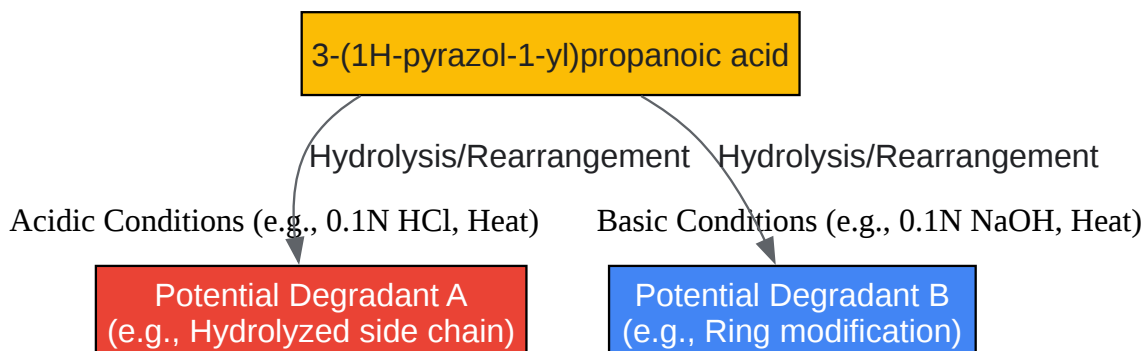 3-(1H-pyrazol-1-yl)propanoic acid
Hydrolysis/Rearrangement
Hydrolysis/Rearrangement
Acidic Conditions (e.g., 0.1N HCl, Heat)
Basic Conditions (e.g., 0.1N NaOH, Heat)
Potential Degradant A
(e.g., Hydrolyzed side chain)
Potential Degradant B
(e.g., Ring modification)